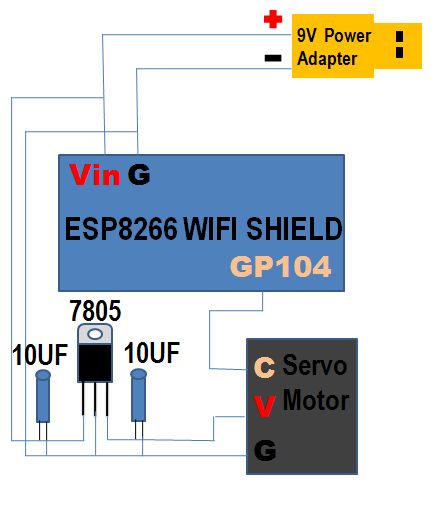 9V Power
Adapter
Vin G
ESP8266 WIFI SHIELD
GP104
7805
10UF
10UF
C Servo
V Motor
G